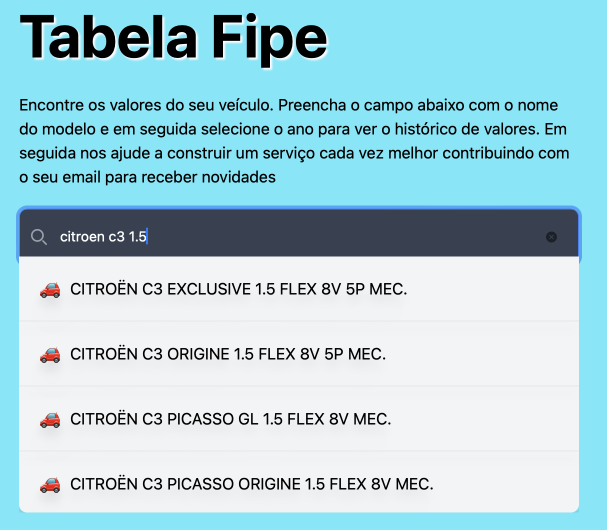 Tabela Fipe
Encontre os valores do seu veículo. Preencha o campo abaixo com o nome
do modelo e em seguida selecione o ano para ver o histórico de valores. Em
seguida nos ajude a construir um serviço cada vez melhor contribuindo com
o seu email para receber novidades
citroen c3 1.5
CITROËN C3 EXCLUSIVE 1.5 FLEX 8V 5P MEC.
CITROËN C3 ORIGINE 1.5 FLEX 8V 5P MEC.
CITROËN C3 PICASSO GL 1.5 FLEX 8V MEC.
CITROËN C3 PICASSO ORIGINE 1.5 FLEX 8V MEC.